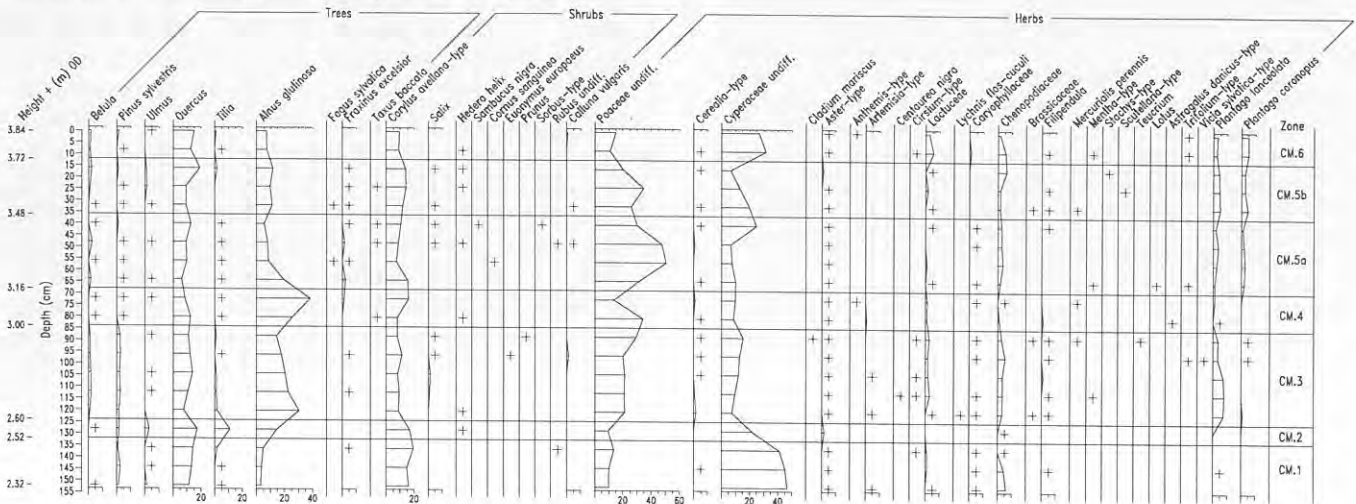 Trees Shrubs Herbs
Height + (m) OD
Betula
Pinus sylvestris
Ulmus
Quercus
Tilia
Alnus glutinosa
Fagus sylvatica
Fraxinus excelsior
Taxus baccata
Corylus avellana-type
Salix
Hedera helix
Sambucus nigra
Cornus sanguinea
Euonymus europaeus
Prunus
Sorbus-type
Rubus undiff.
Calluna vulgaris
Poaceae undiff.
Cerealia-type
Cyperaceae undiff.
Cladium mariscus
Aster-type
Anthemis-type
Artemisia-type
Centaurea nigra
Cirsium-type
Lactuceae
Lychnis flos-cuculi
Caryophyllaceae
Chenopodiaceae
Brassicaceae
Filipendula
Mercurialis perennis
Mentha-type
Stachys-type
Scutellaria-type
Teucrium
Lotus
Astragalus danicus-type
Trifolium-type
Vicia sylvatica-type
Plantago lanceolata
Plantago coronopus
Zone
3.84
3.72
3.48
3.16
3.00
2.60
2.52
2.32
Depth (cm)
0
5
10
15
20
25
30
35
40
45
50
55
60
65
70
75
80
85
90
95
100
105
110
115
120
125
130
135
140
145
150
155
CM.6
CM.5b
CM.5a
CM.4
CM.3
CM.2
CM.1
20 20 40 20 20 40 60 20 40